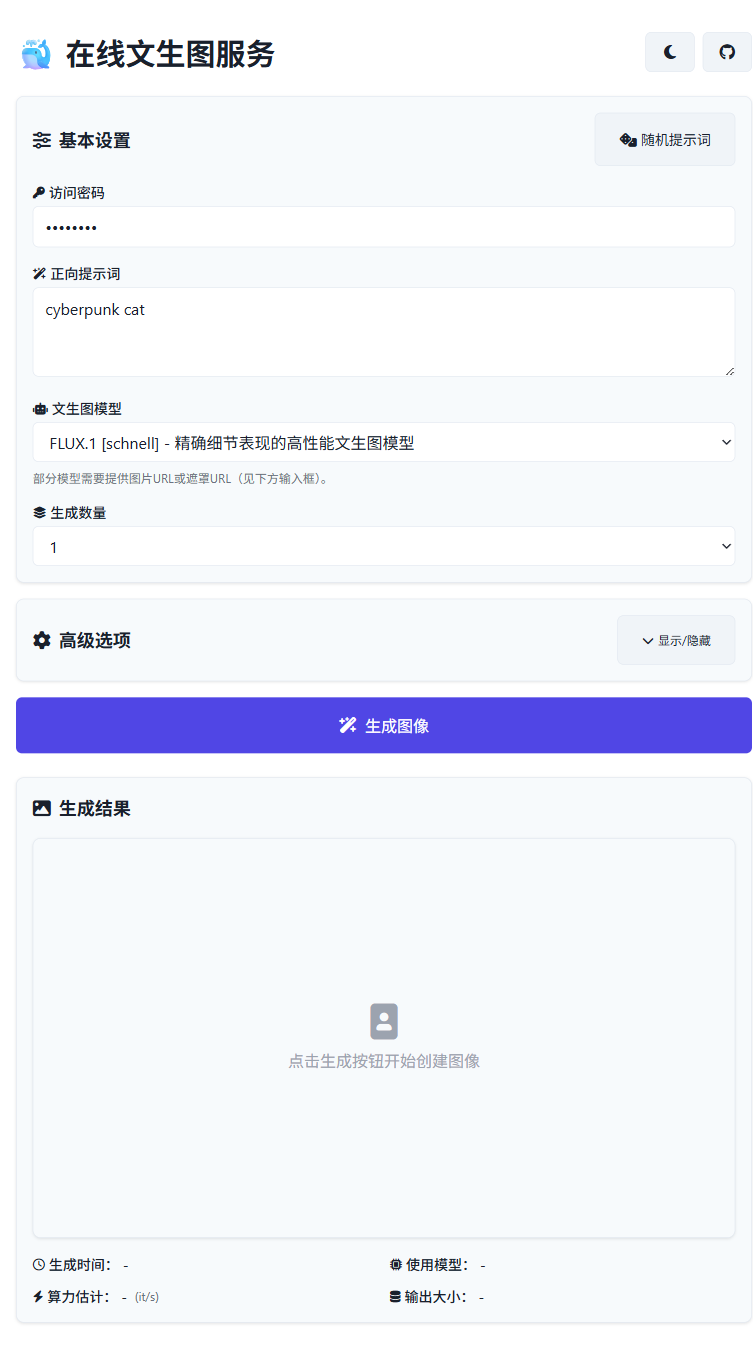 在线文生图服务
基本设置
随机提示词
访问密码
••••••••
正向提示词
cyberpunk cat
文生图模型
FLUX.1 [schnell] - 精确细节表现的高性能文生图模型
部分模型需要提供图片URL或遮罩URL（见下方输入框）。
生成数量
1
高级选项
显示/隐藏
生成图像
生成结果
点击生成按钮开始创建图像
生成时间： -
使用模型： -
算力估计： - (it/s)
输出大小： -